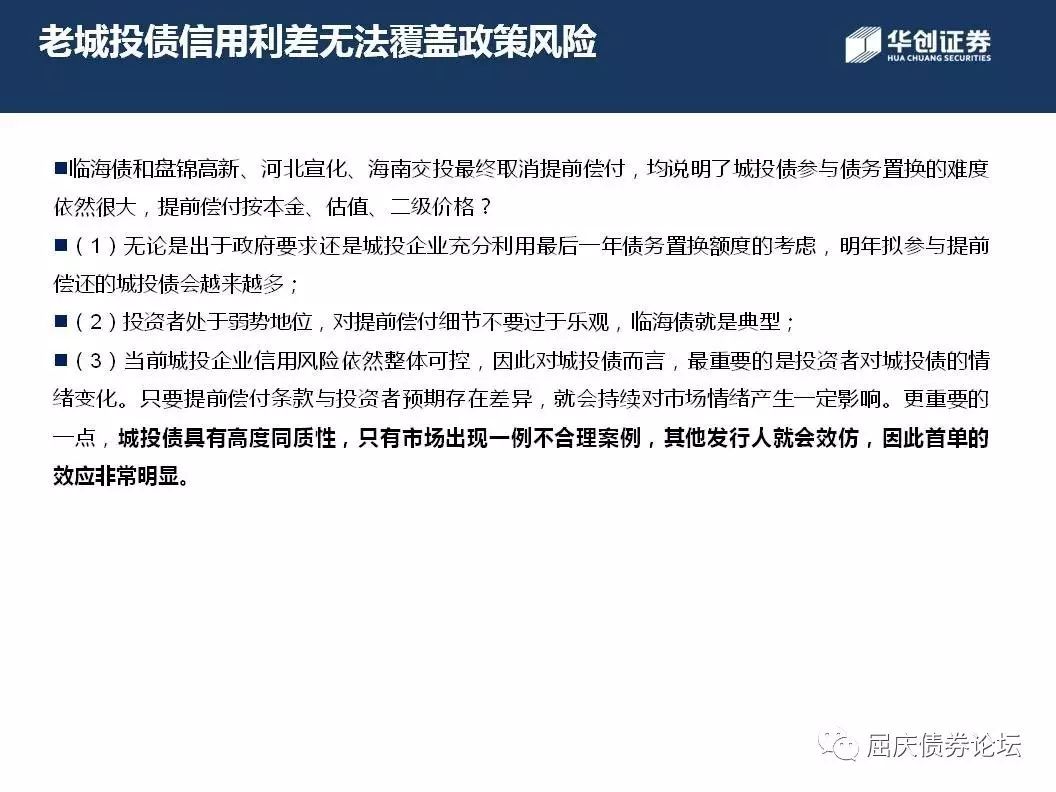 老城投债信用利差无法覆盖政策风险
华创证券
HUA CHUANG SECURITIES
■临海债和盘锦高新、河北宣化、海南交投最终取消提前偿付，均说明了城投债参与债务置换的难度
依然很大，提前偿付按本金、估值、二级价格？
■（1）无论是出于政府要求还是城投企业充分利用最后一年债务置换额度的考虑，明年拟参与提前
偿还的城投债会越来越多；
■（2）投资者处于弱势地位，对提前偿付细节不要过于乐观，临海债就是典型；
■（3）当前城投企业信用风险依然整体可控，因此对城投债而言，最重要的是投资者对城投债的情
绪变化。只要提前偿付条款与投资者预期存在差异，就会持续对市场情绪产生一定影响。更重要的
一点，城投债具有高度同质性，只有市场出现一例不合理案例，其他发行人就会效仿，因此首单的
效应非常明显。
屈庆债券论坛